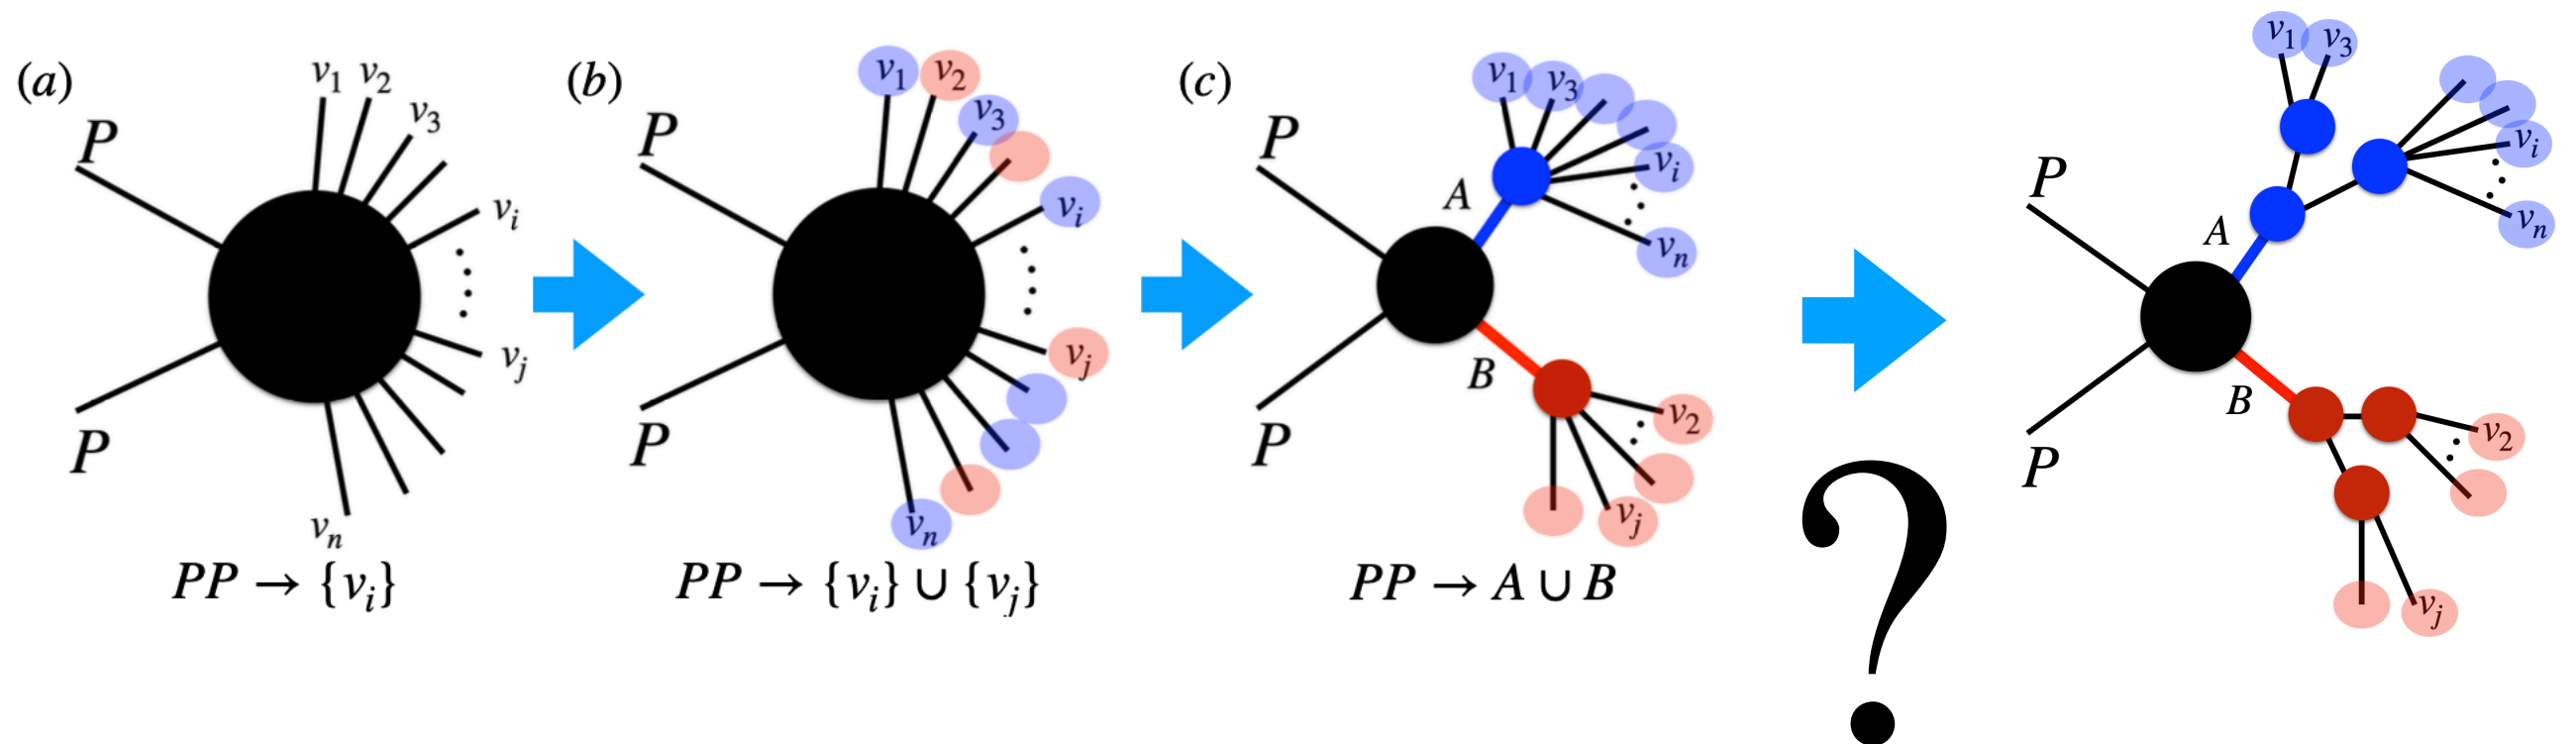 (a)
P
P
v₁
v₂
v₃
vᵢ
vⱼ
vₙ
PP → {vᵢ}
(b)
P
P
v₁
v₂
v₃
vᵢ
vⱼ
vₙ
PP → {vᵢ} ∪ {vⱼ}
(c)
P
P
A
B
v₁
v₃
vᵢ
vₙ
v₂
vⱼ
PP → A ∪ B
?
P
P
A
B
v₁
v₃
vᵢ
vₙ
v₂
vⱼ